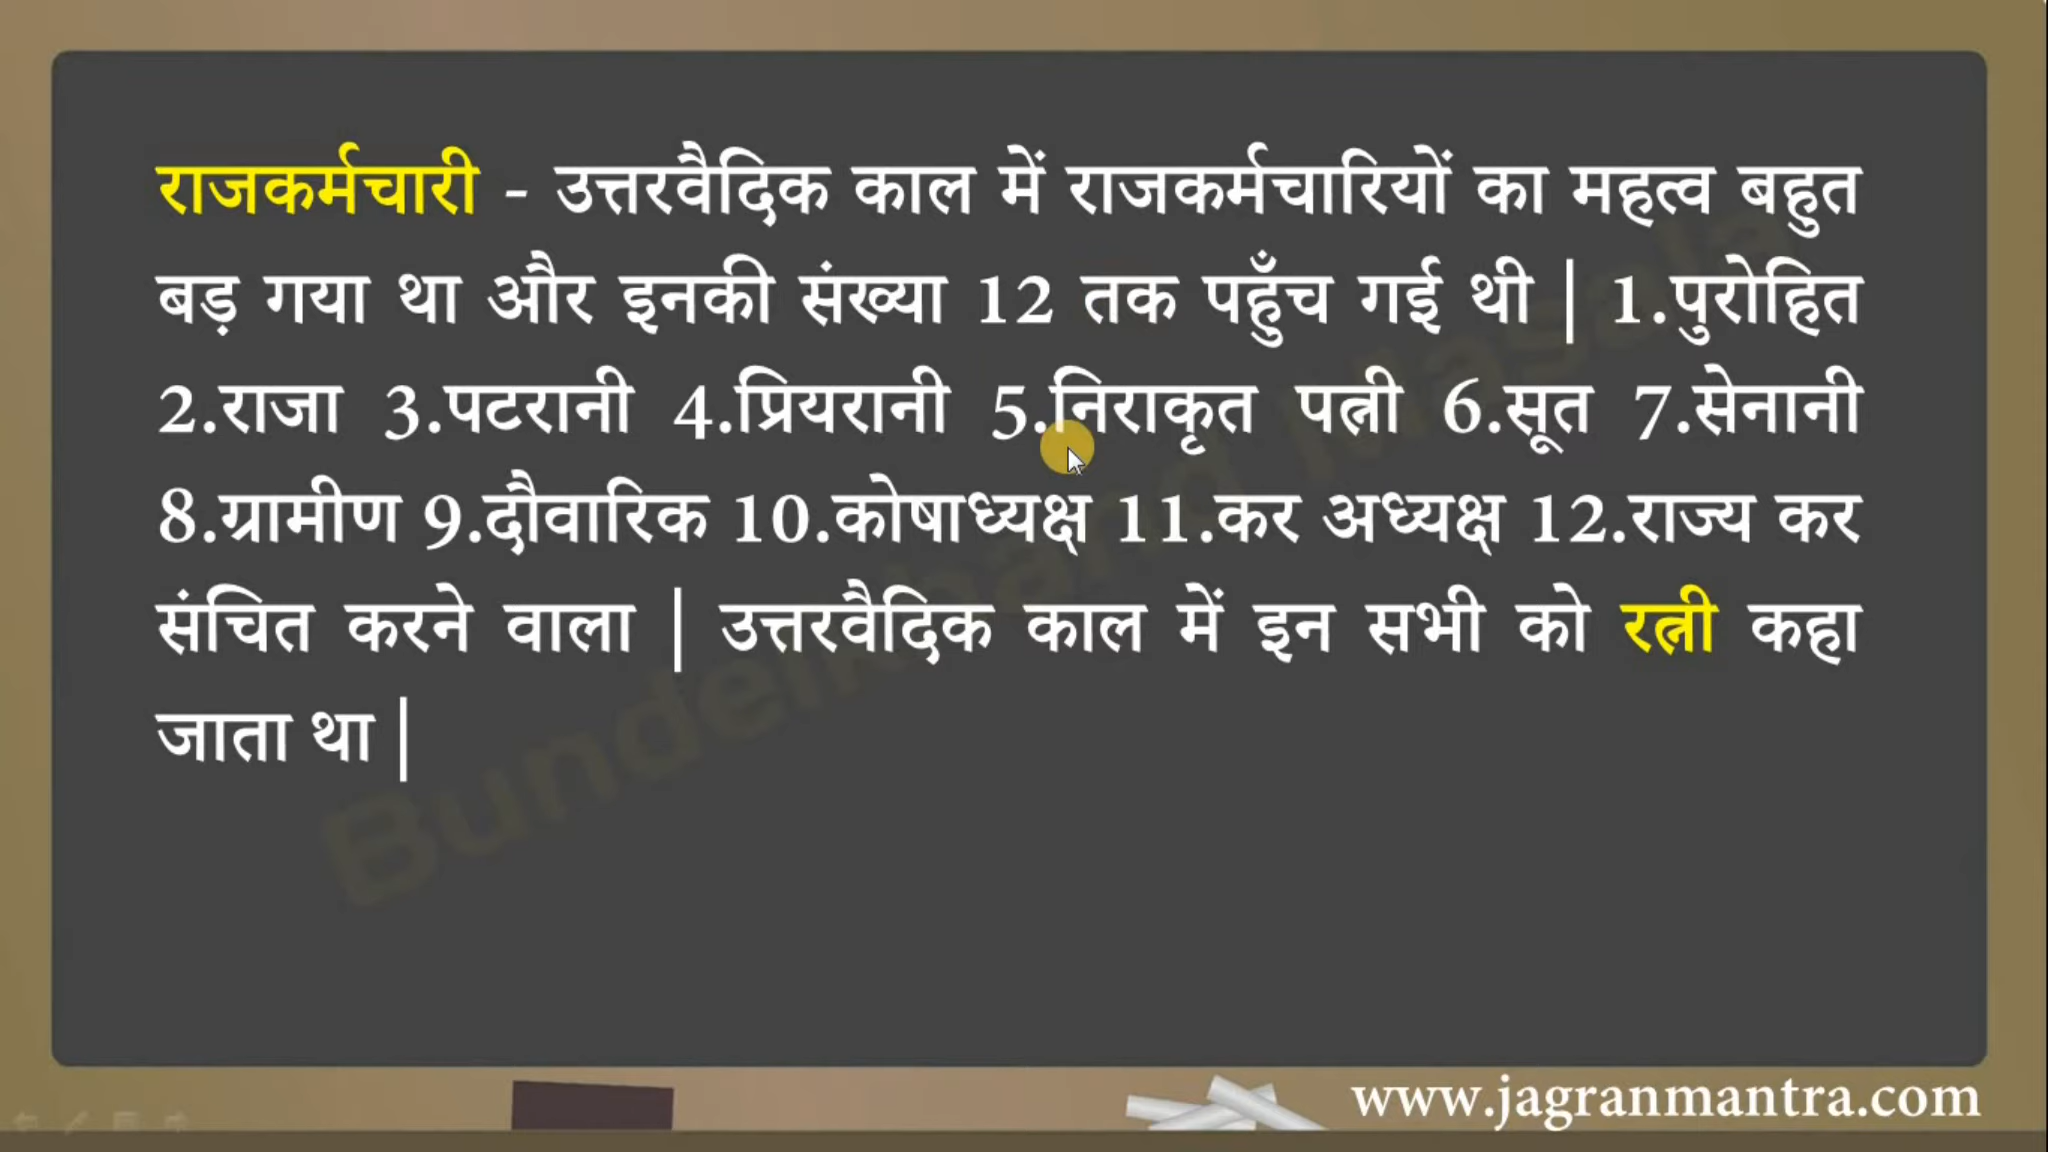 राजकर्मचारी - उत्तरवैदिक काल में राजकर्मचारियों का महत्व बहुत
बड़ गया था और इनकी संख्या 12 तक पहुँच गई थी | 1.पुरोहित
2.राजा 3.पटरानी 4.प्रियरानी 5.निराकृत पत्नी 6.सूत 7.सेनानी
8.ग्रामीण 9.दौवारिक 10.कोषाध्यक्ष 11.कर अध्यक्ष 12.राज्य कर
संचित करने वाला | उत्तरवैदिक काल में इन सभी को रत्नी कहा
जाता था |
www.jagranmantra.com